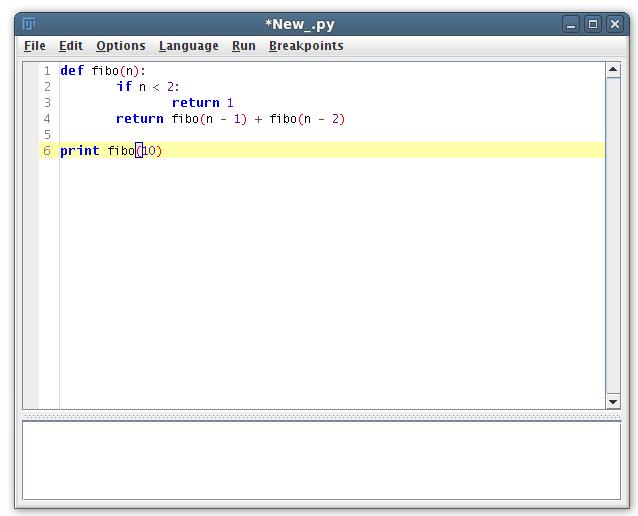 *New_.py
File Edit Options Language Run Breakpoints
1 def fibo(n):
2 if n < 2:
3 return 1
4 return fibo(n - 1) + fibo(n - 2)
5
6 print fibo(10)